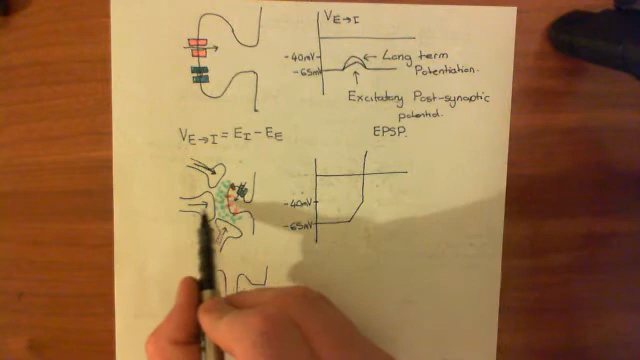 V E→I
-40mV
Long term
-65mV
Potentiation.
Excitatory Post-synaptic
potential.
EPSP.
V E→I = E I - E E
-40mV
-65mV